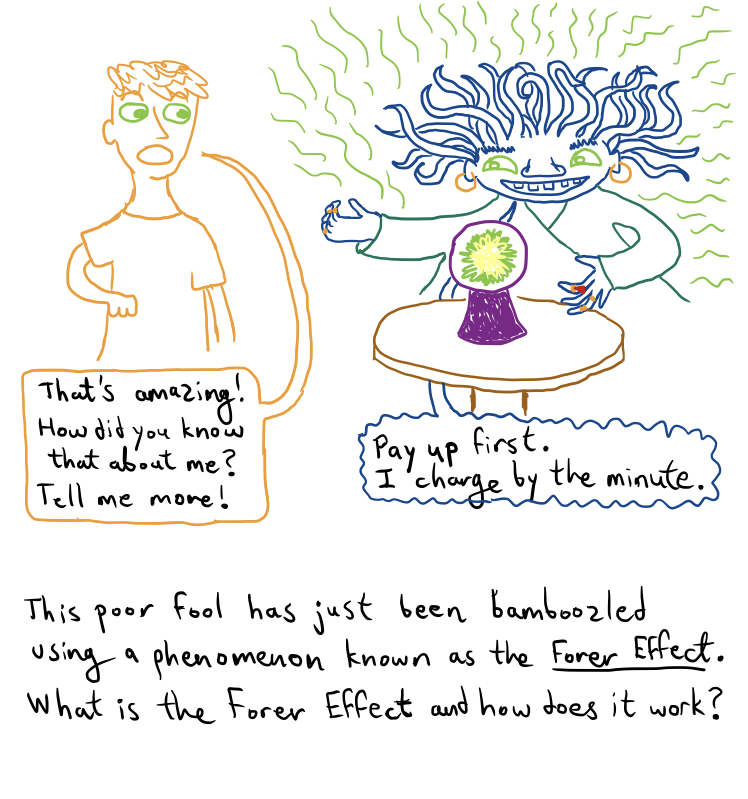 That's amazing!
How did you know
that about me?
Tell me more!
Pay up first.
I charge by the minute.
This poor fool has just been bamboozled
using a phenomenon known as the Forer Effect.
What is the Forer Effect and how does it work?